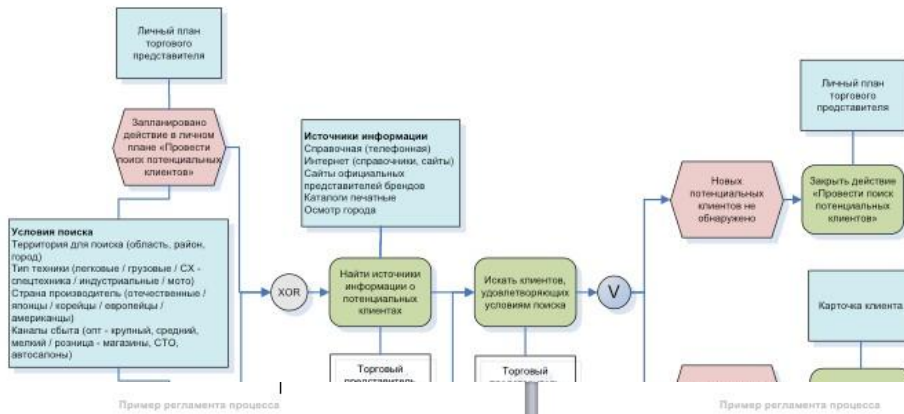 Личный план
торгового
представителя
Запланировано
действие в личном
плане «Провести
поиск потенциальных
клиентов»
Условия поиска
Территория для поиска (область, район,
город)
Тип техники (легковые / грузовые / СХ -
спецтехника / индустриальные / мото)
Страна производитель (отечественные /
японцы / корейцы / европейцы /
американцы)
Каналы сбыта (опт - крупный, средний,
мелкий / розница - магазины, СТО,
автосалоны)
XOR
Источники информации
Справочная (телефонная)
Интернет (справочники, сайты)
Сайты официальных
представителей брендов
Каталоги печатные
Осмотр города
Найти источники
информации о
потенциальных
клиентах
Торговый
представитель
Искать клиентов,
удовлетворяющих
условиям поиска
Торговый
V
Новых
потенциальных
клиентов не
обнаружено
Личный план
торгового
представителя
Закрыть действие
«Провести поиск
потенциальных
клиентов»
Карточка клиента
Пример регламента процесса
Пример регламента процесса